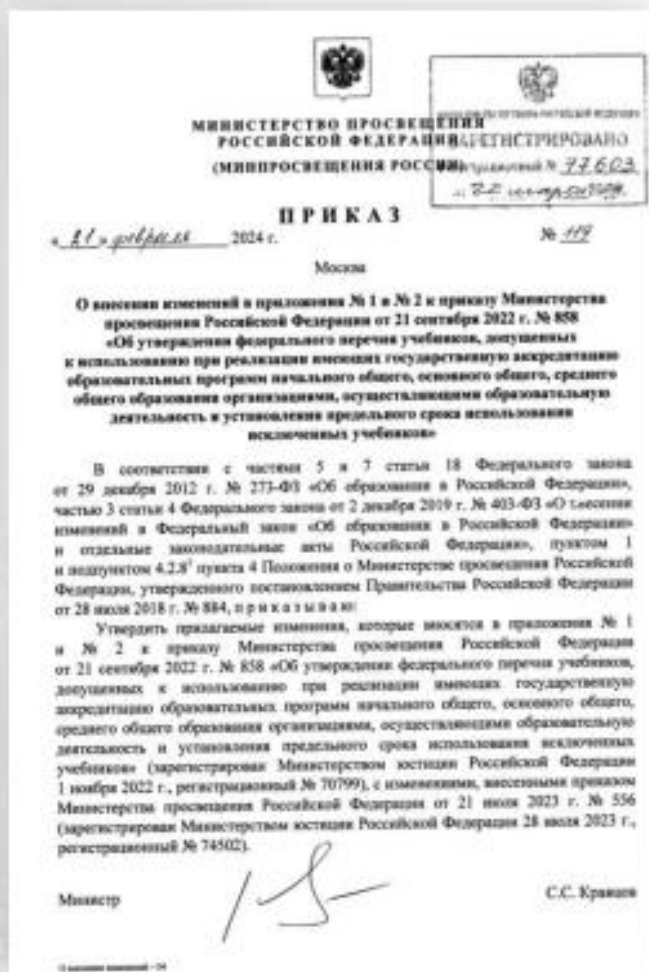 МИНИСТЕРСТВО ПРОСВЕЩЕНИЯ
РОССИЙСКОЙ ФЕДЕРАЦИИ
(МИНПРОСВЕЩЕНИЯ РОССИИ)
ЗАРЕГИСТРИРОВАНО
№ 77603
ПРИКАЗ
« 21 » февраля 2024 г. № 119
Москва
О внесении изменений в приложения № 1 и № 2 к приказу Министерства
просвещения Российской Федерации от 21 сентября 2022 г. № 858
«Об утверждении федерального перечня учебников, допущенных
к использованию при реализации имеющих государственную аккредитацию
образовательных программ начального общего, основного общего, среднего
общего образования организациями, осуществляющими образовательную
деятельность и установления предельного срока использования
исключенных учебников»
В соответствии с частями 5 и 7 статьи 18 Федерального закона
от 29 декабря 2012 г. № 273-ФЗ «Об образовании в Российской Федерации»,
частью 3 статьи 4 Федерального закона от 2 декабря 2019 г. № 403-ФЗ «О внесении
изменений в Федеральный закон «Об образовании в Российской Федерации»
и отдельные законодательные акты Российской Федерации», пунктом 1
и подпунктом 4.2.8¹ пункта 4 Положения о Министерстве просвещения Российской
Федерации, утвержденного постановлением Правительства Российской Федерации
от 28 июля 2018 г. № 884, п р и к а з ы в а ю:
Утвердить прилагаемые изменения, которые вносятся в приложения № 1
и № 2 к приказу Министерства просвещения Российской Федерации
от 21 сентября 2022 г. № 858 «Об утверждении федерального перечня учебников,
допущенных к использованию при реализации имеющих государственную
аккредитацию образовательных программ начального общего, основного общего,
среднего общего образования организациями, осуществляющими образовательную
деятельность и установления предельного срока использования исключенных
учебников» (зарегистрирован Министерством юстиции Российской Федерации
1 ноября 2022 г., регистрационный № 70799), с изменениями, внесенными приказом
Министерства просвещения Российской Федерации от 21 июля 2023 г. № 556
(зарегистрирован Министерством юстиции Российской Федерации 28 июля 2023 г.,
регистрационный № 74502).
Министр С.С. Кравцов